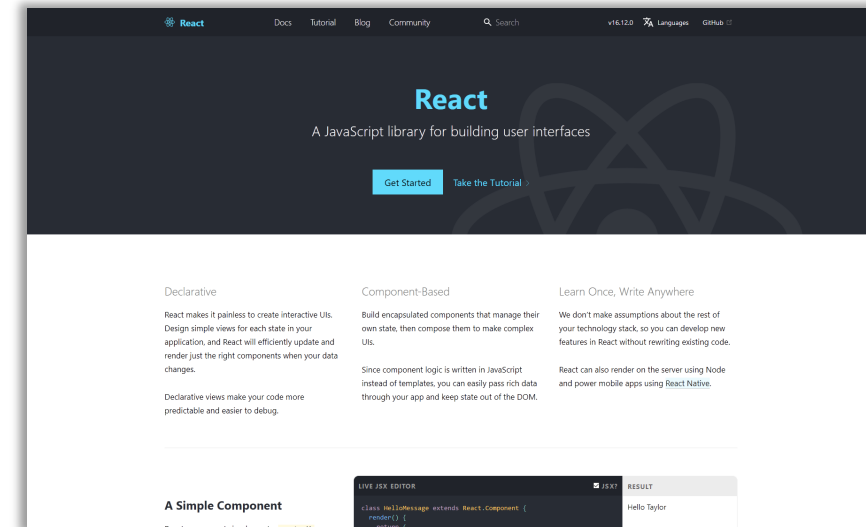 React Docs Tutorial Blog Community Search v16.12.0 Languages GitHub
React
A JavaScript library for building user interfaces
Get Started Take the Tutorial
Declarative
React makes it painless to create interactive UIs.
Design simple views for each state in your
application, and React will efficiently update and
render just the right components when your data
changes.
Declarative views make your code more
predictable and easier to debug.
Component-Based
Build encapsulated components that manage their
own state, then compose them to make complex
UIs.
Since component logic is written in JavaScript
instead of templates, you can easily pass rich data
through your app and keep state out of the DOM.
Learn Once, Write Anywhere
We don't make assumptions about the rest of
your technology stack, so you can develop new
features in React without rewriting existing code.
React can also render on the server using Node
and power mobile apps using React Native.
A Simple Component
LIVE JSX EDITOR JSX?
class HelloMessage extends React.Component {
render() {
RESULT
Hello Taylor